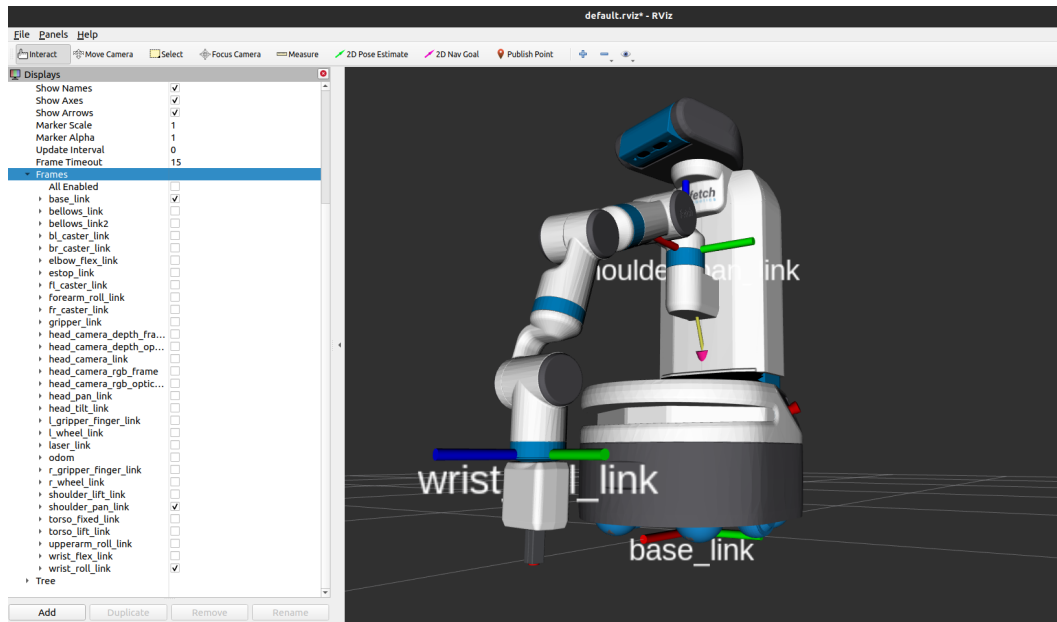 default.rviz* - RViz
File Panels Help
Interact Move Camera Select Focus Camera Measure 2D Pose Estimate 2D Nav Goal Publish Point
Displays
Show Names
Show Axes
Show Arrows
Marker Scale 1
Marker Alpha 1
Update Interval 0
Frame Timeout 15
Frames
All Enabled
base_link
bellows_link
bellows_link2
bl_caster_link
br_caster_link
elbow_flex_link
estop_link
fl_caster_link
forearm_roll_link
fr_caster_link
gripper_link
head_camera_depth_fra...
head_camera_depth_op...
head_camera_link
head_camera_rgb_frame
head_camera_rgb_optic...
head_pan_link
head_tilt_link
l_gripper_finger_link
l_wheel_link
laser_link
odom
r_gripper_finger_link
r_wheel_link
shoulder_lift_link
shoulder_pan_link
torso_fixed_link
torso_lift_link
upperarm_roll_link
wrist_flex_link
wrist_roll_link
Tree
Add Duplicate Remove Rename
etch
houlde pan_link
wrist l_link
base_link